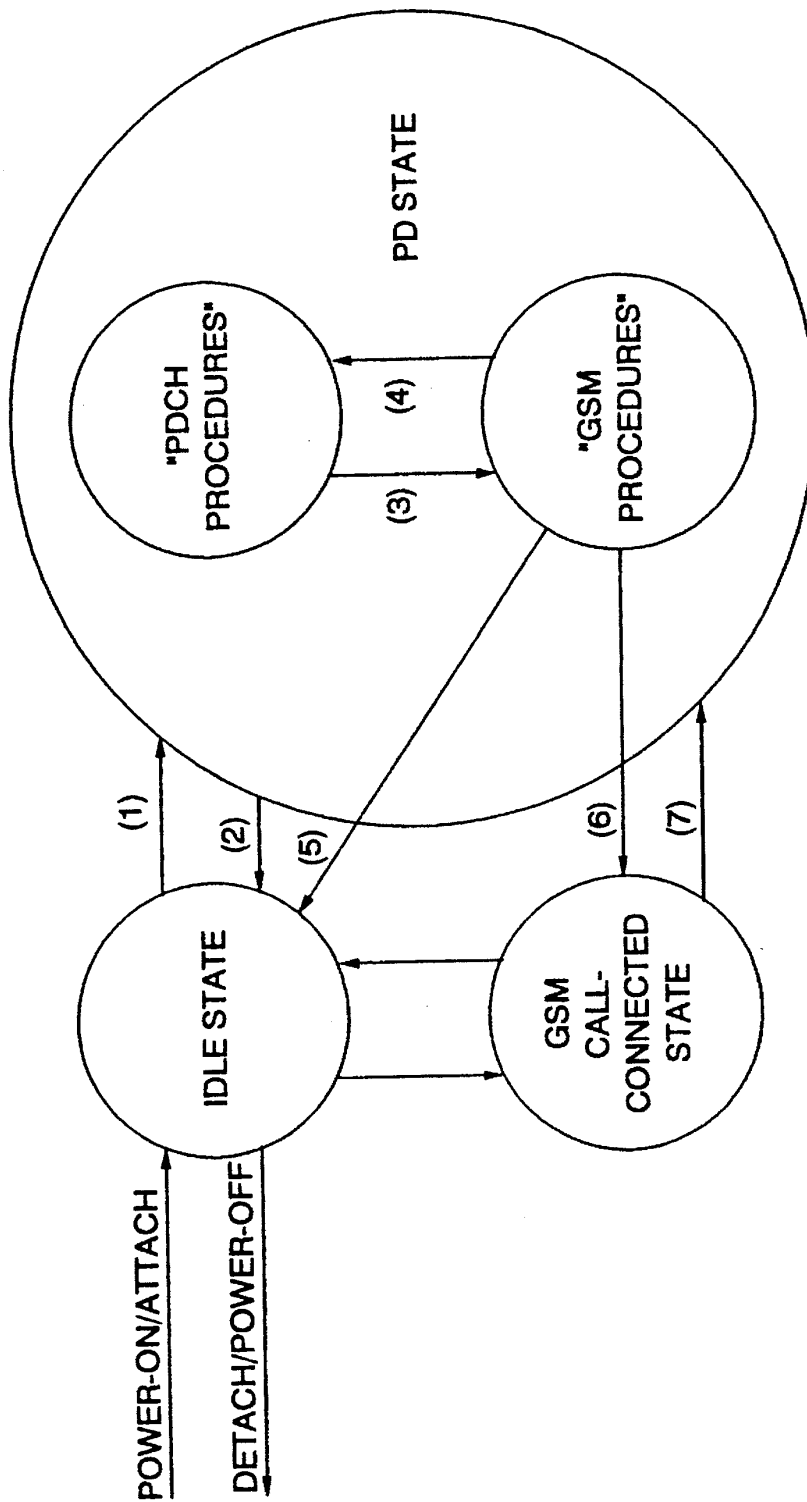 POWER-ON/ATTACH
DETACH/POWER-OFF
IDLE STATE
(1)
(2)
(5)
GSM
CALL-
CONNECTED
STATE
(6)
(7)
PD STATE
"PDCH
PROCEDURES"
(3)
(4)
"GSM
PROCEDURES"